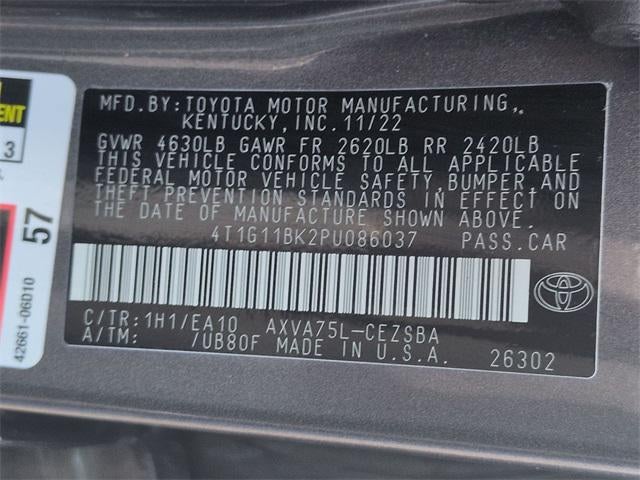 MFD.BY: TOYOTA MOTOR MANUFACTURING,
KENTUCKY, INC. 11/22
GVWR 4630LB GAWR FR 2620LB RR 2420LB
THIS VEHICLE CONFORMS TO ALL APPLICABLE
FEDERAL MOTOR VEHICLE SAFETY, BUMPER, AND
THEFT PREVENTION STANDARDS IN EFFECT ON
THE DATE OF MANUFACTURE SHOWN ABOVE.
4T1G11BK2PU086037 PASS.CAR
C/TR: 1H1/EA10 AXVA75L-CEZSBA
A/TM: /UB80F MADE IN U.S.A. 26302
3
57
42661-06D10